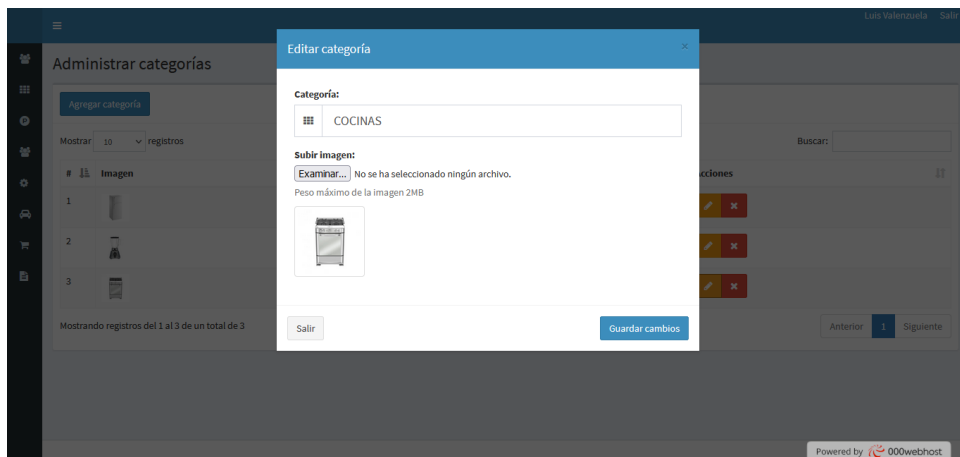 Luis Valenzuela Salir
Editar categoría ×
Administrar categorías
Agregar categoría
Categoría:
COCINAS
Mostrar 10 registros
Buscar:
Subir imagen:
Examinar... No se ha seleccionado ningún archivo.
Peso máximo de la imagen 2MB
# Imagen
cciones
1
2
3
Mostrando registros del 1 al 3 de un total de 3
Salir
Guardar cambios
Anterior 1 Siguiente
Powered by 000webhost